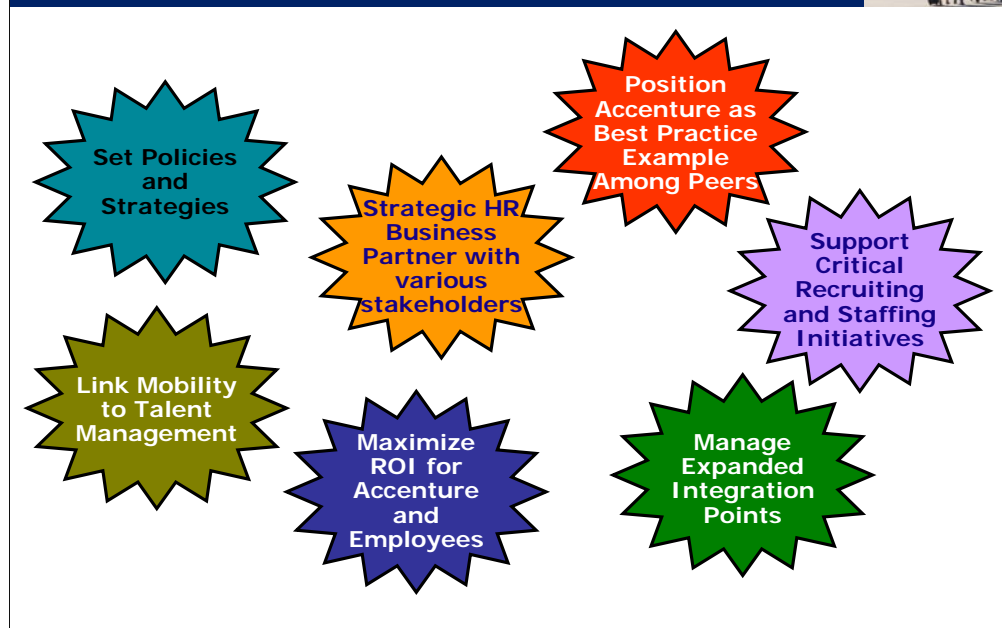 Set Policies
and
Strategies
Strategic HR
Business
Partner with
various
stakeholders
Position
Accenture as
Best Practice
Example
Among Peers
Support
Critical
Recruiting
and Staffing
Initiatives
Link Mobility
to Talent
Management
Maximize
ROI for
Accenture
and
Employees
Manage
Expanded
Integration
Points